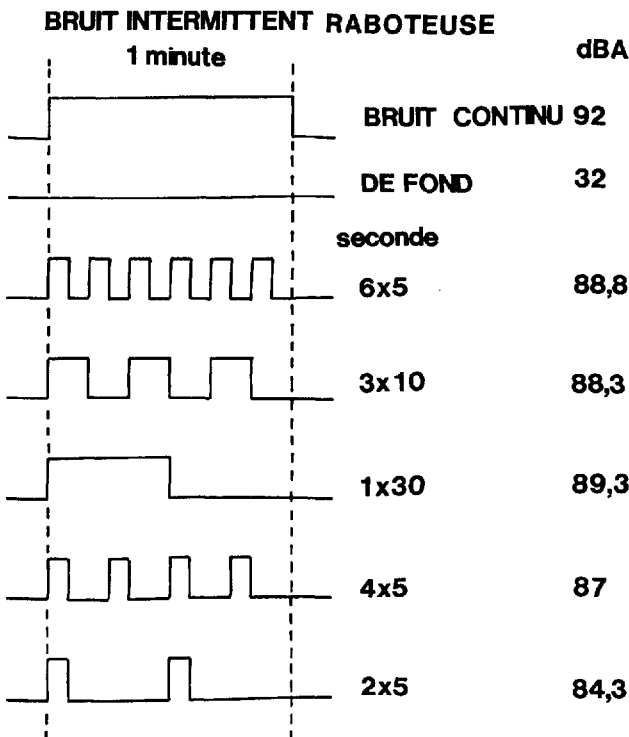 BRUIT INTERMITTENT RABOTEUSE
1 minute dBA
BRUIT CONTINU 92
DE FOND 32
seconde
6x5 88,8
3x10 88,3
1x30 89,3
4x5 87
2x5 84,3